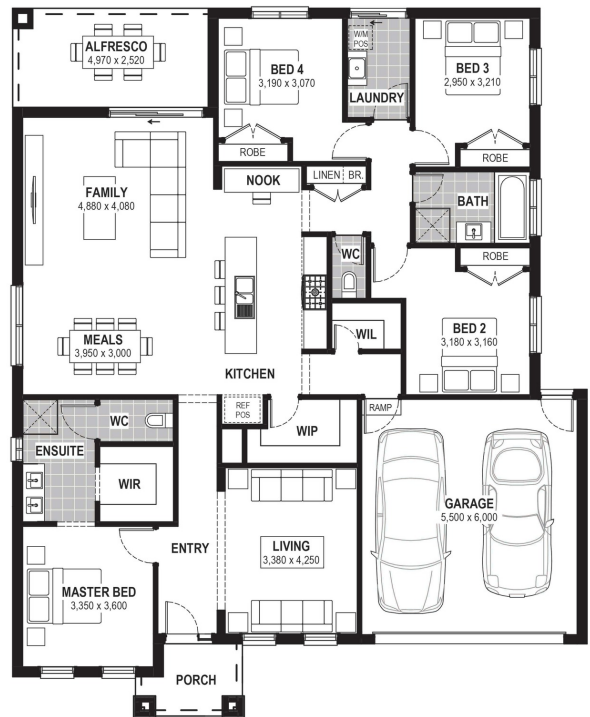 ALFRESCO
4,970 x 2,520
BED 4
3,190 x 3,070
W/M
POS
LAUNDRY
BED 3
2,950 x 3,210
ROBE
ROBE
FAMILY
4,880 x 4,080
NOOK
LINEN
BR.
BATH
WC
ROBE
MEALS
3,950 x 3,000
WIL
BED 2
3,180 x 3,160
KITCHEN
REF
POS
RAMP
WC
WIP
ENSUITE
WIR
GARAGE
5,500 x 6,000
ENTRY
LIVING
3,380 x 4,250
MASTER BED
3,350 x 3,600
PORCH